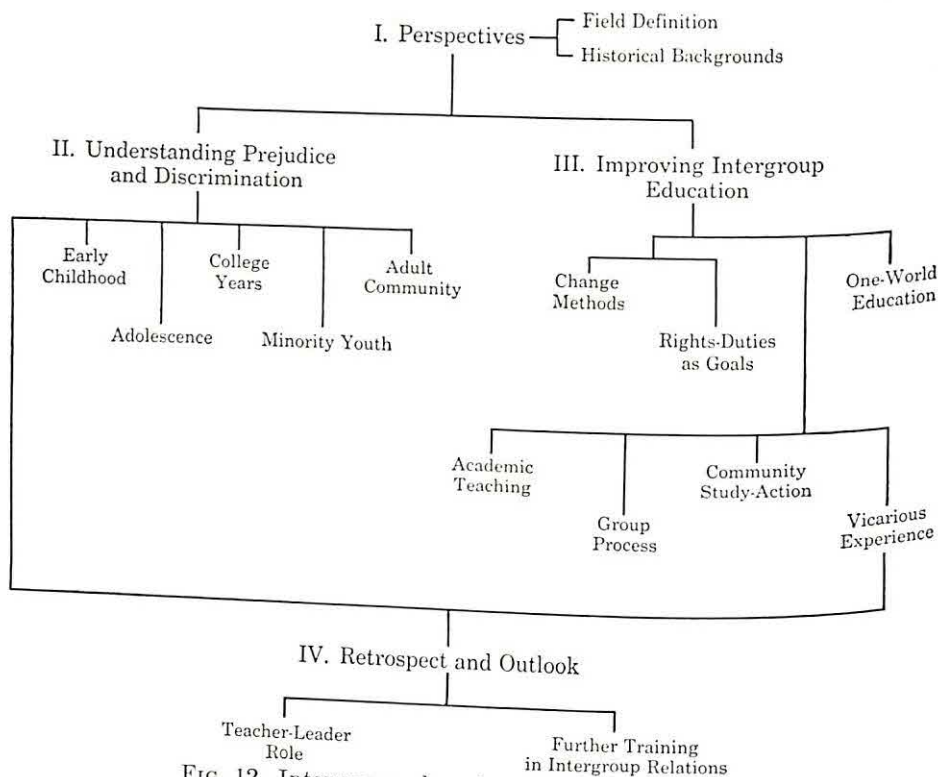 I. Perspectives
Field Definition
Historical Backgrounds
II. Understanding Prejudice
and Discrimination
III. Improving Intergroup
Education
Early
Childhood
Adolescence
College
Years
Minority Youth
Adult
Community
Change
Methods
Rights-Duties
as Goals
One-World
Education
Academic
Teaching
Group
Process
Community
Study-Action
Vicarious
Experience
IV. Retrospect and Outlook
Teacher-Leader
Role
Further Training
in Intergroup Relations
FIG. 12.